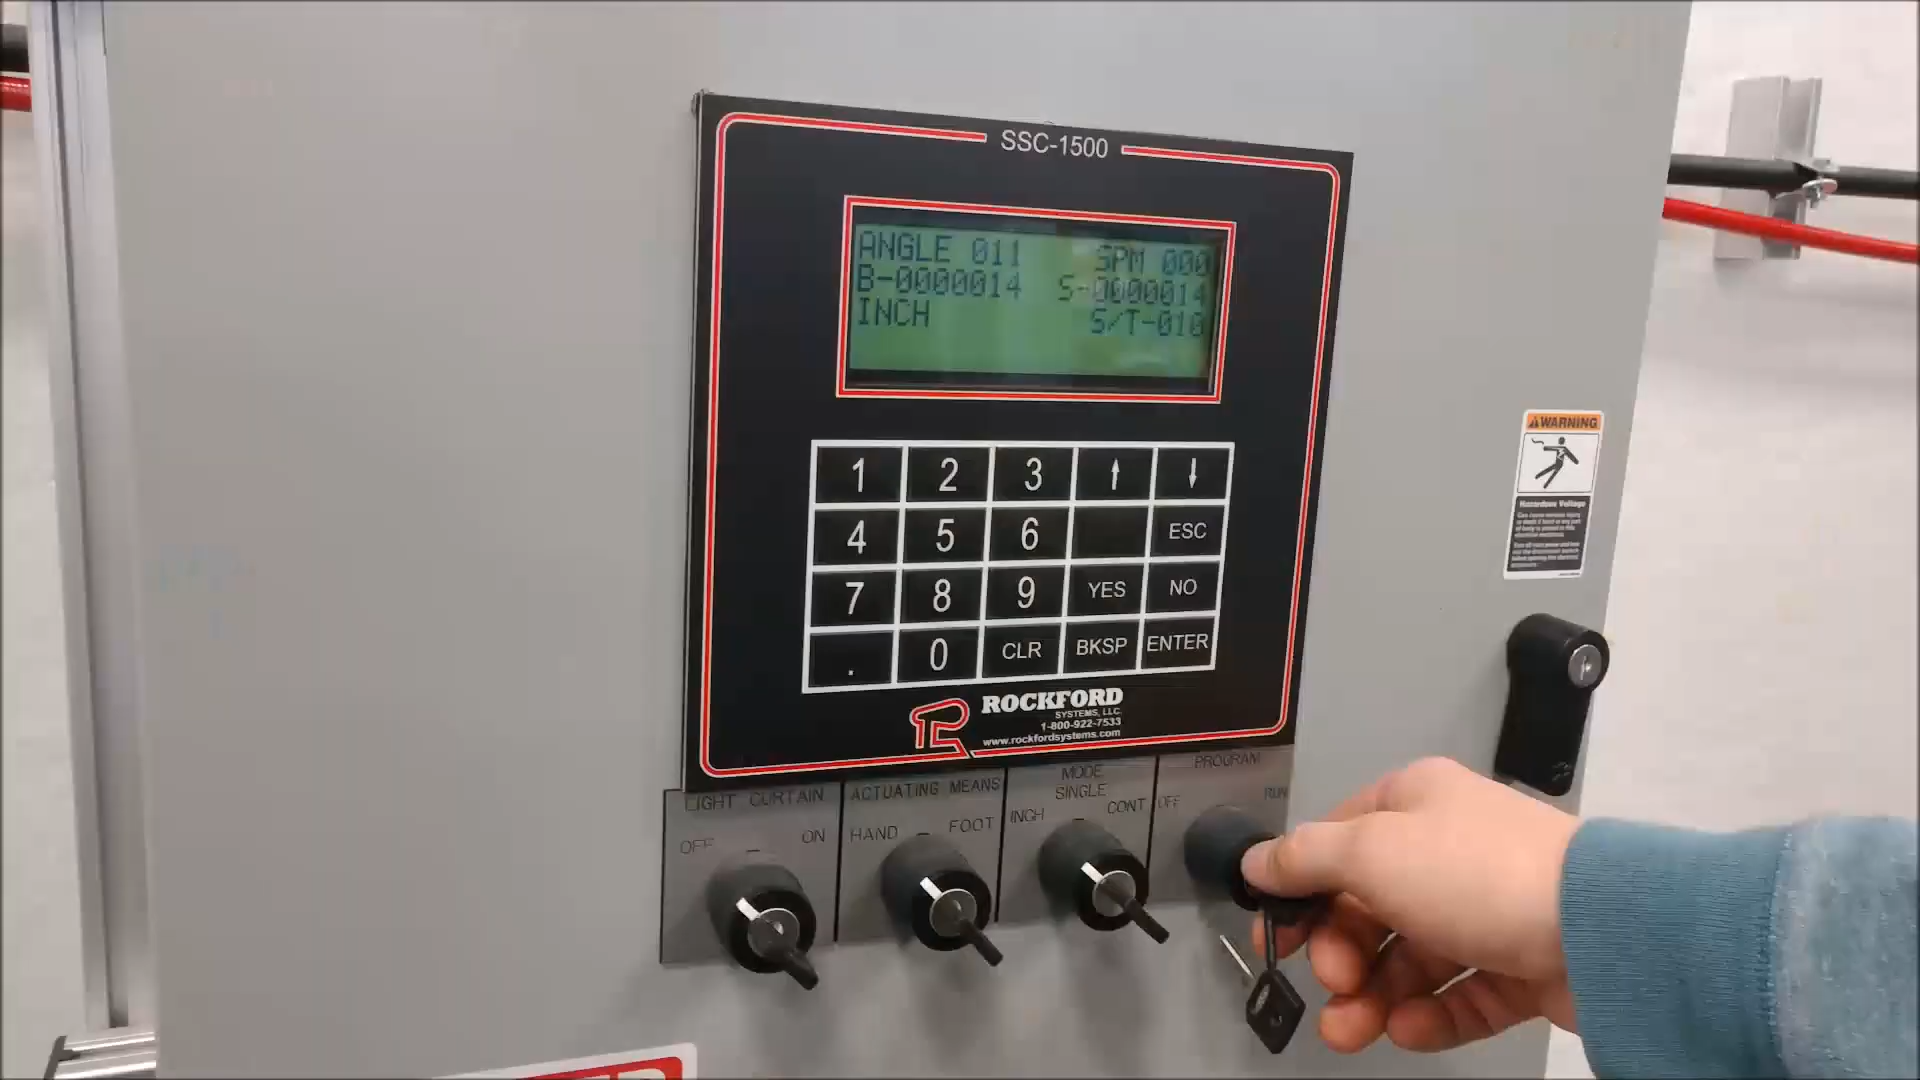 SSC-1500
ANGLE 011 SPM 000
B-0000014 S-0000014
INCH S/T-010
1 2 3 ↑ ↓
4 5 6 ESC
7 8 9 YES NO
. 0 CLR BKSP ENTER
ROCKFORD
SYSTEMS, LLC.
1-800-922-7533
www.rockfordsystems.com
LIGHT CURTAIN
OFF ON
ACTUATING MEANS
HAND FOOT
MODE
SINGLE
INCH CONT
PROGRAM
OFF RUN
WARNING
Hazardous Voltage